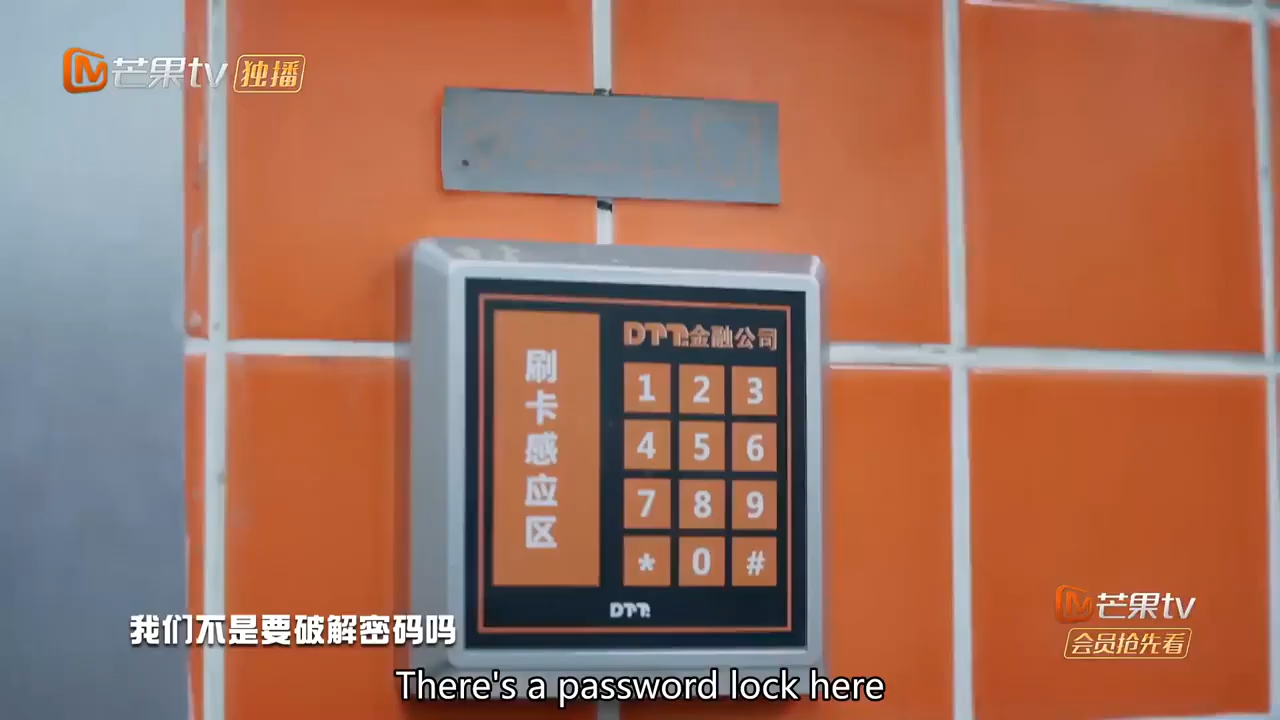 芒果tv 独播
DTT金融公司
刷卡感应区
1 2 3
4 5 6
7 8 9
* 0 #
DTT
芒果tv
会员抢先看
我们不是要破解密码吗
There's a password lock here